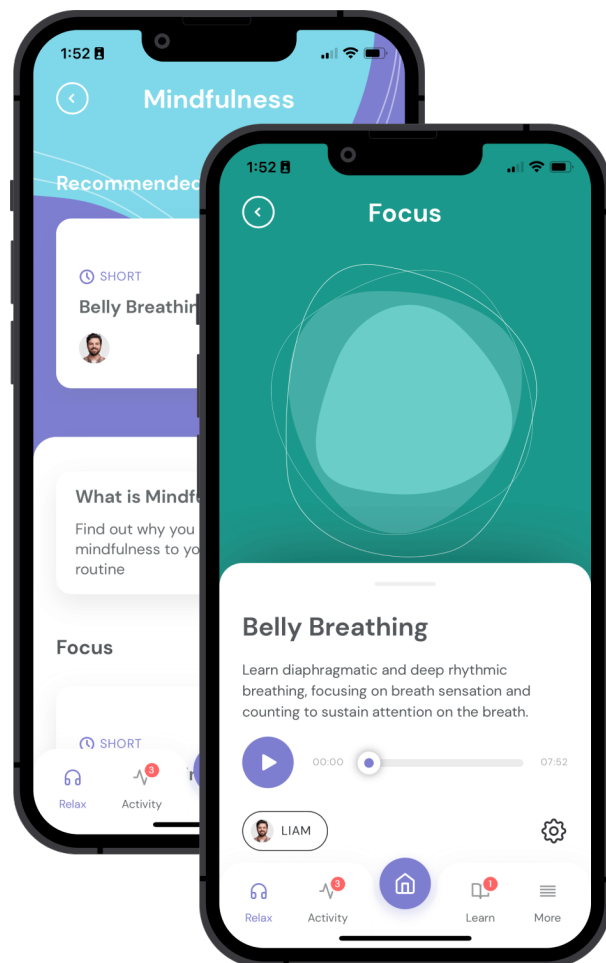 1:52
Mindfulness
Recommended
SHORT
Belly Breathin
What is Mindf
Find out why you
mindfulness to yo
routine
Focus
SHORT
3
Relax
Activity
1:52
Focus
Belly Breathing
Learn diaphragmatic and deep rhythmic
breathing, focusing on breath sensation and
counting to sustain attention on the breath.
00:00
07:52
LIAM
3
1
Relax
Activity
Learn
More